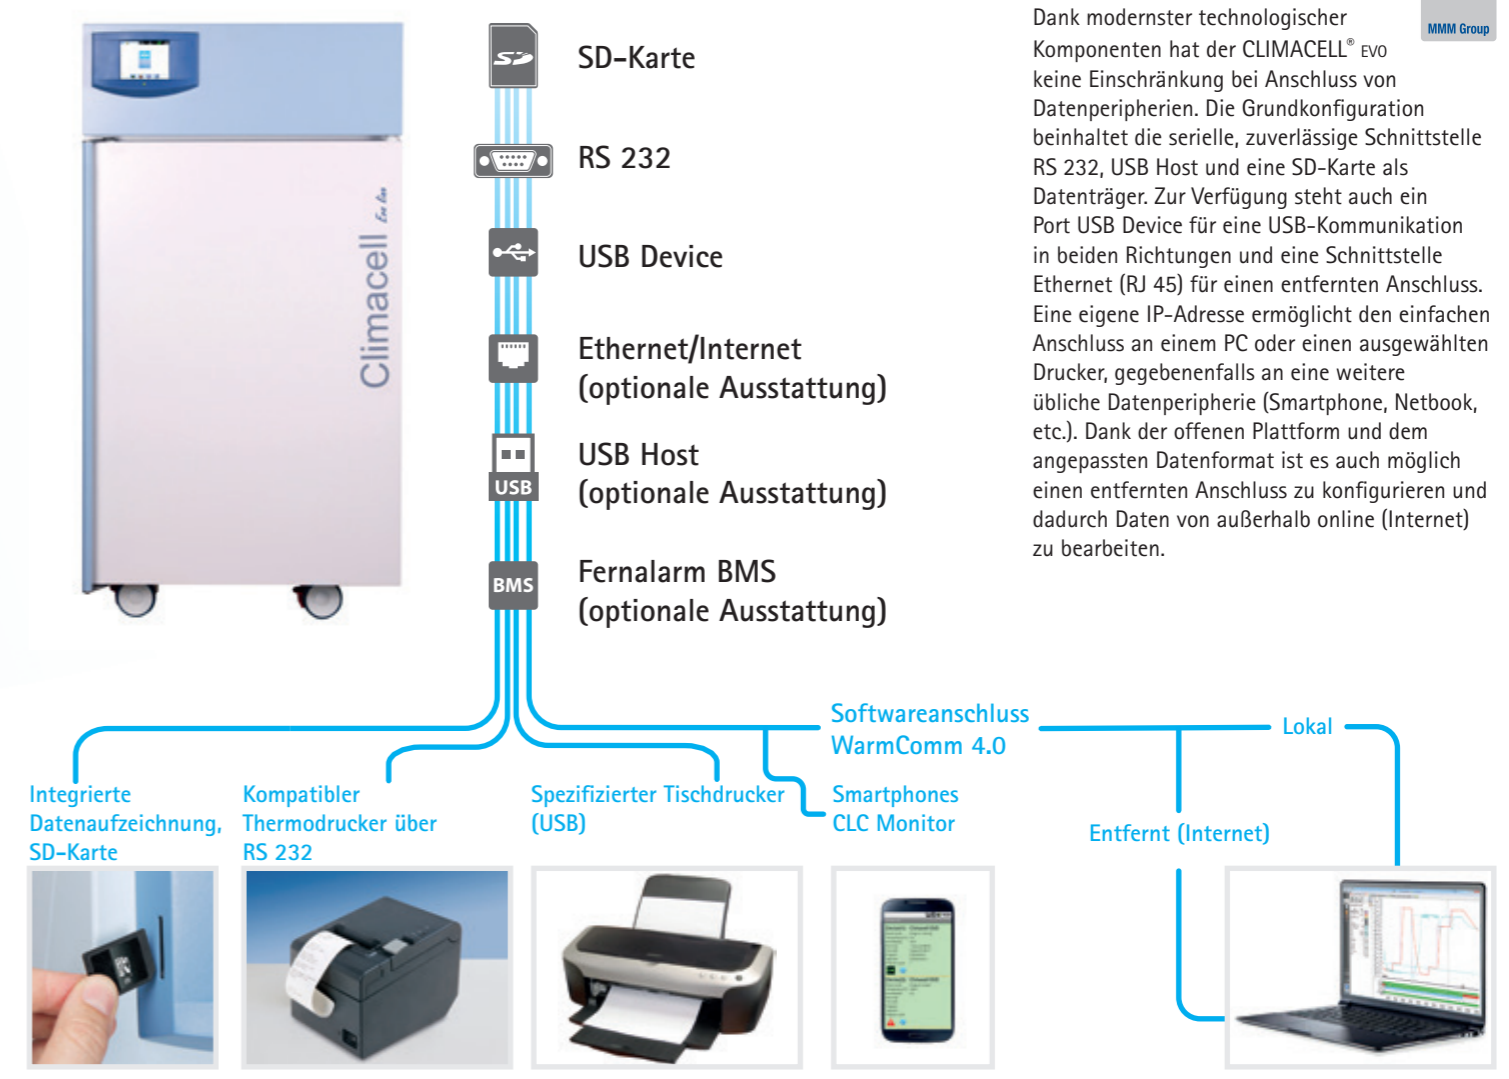 SD-Karte
RS 232
USB Device
Ethernet/Internet
(optionale Ausstattung)
USB Host
(optionale Ausstattung)
USB
Fernalarm BMS
(optionale Ausstattung)
BMS
Climacell
Dank modernster technologischer
Komponenten hat der CLIMACELL® EVO
keine Einschränkung bei Anschluss von
Datenperipherien. Die Grundkonfiguration
beinhaltet die serielle, zuverlässige Schnittstelle
RS 232, USB Host und eine SD-Karte als
Datenträger. Zur Verfügung steht auch ein
Port USB Device für eine USB-Kommunikation
in beiden Richtungen und eine Schnittstelle
Ethernet (RJ 45) für einen entfernten Anschluss.
Eine eigene IP-Adresse ermöglicht den einfachen
Anschluss an einem PC oder einen ausgewählten
Drucker, gegebenenfalls an eine weitere
übliche Datenperipherie (Smartphone, Netbook,
etc.). Dank der offenen Plattform und dem
angepassten Datenformat ist es auch möglich
einen entfernten Anschluss zu konfigurieren und
dadurch Daten von außerhalb online (Internet)
zu bearbeiten.
MMM Group
Softwareanschluss
WarmComm 4.0
Lokal
Integrierte
Datenaufzeichnung,
SD-Karte
Kompatibler
Thermodrucker über
RS 232
Spezifizierter Tischdrucker
(USB)
Smartphones
CLC Monitor
Entfernt (Internet)